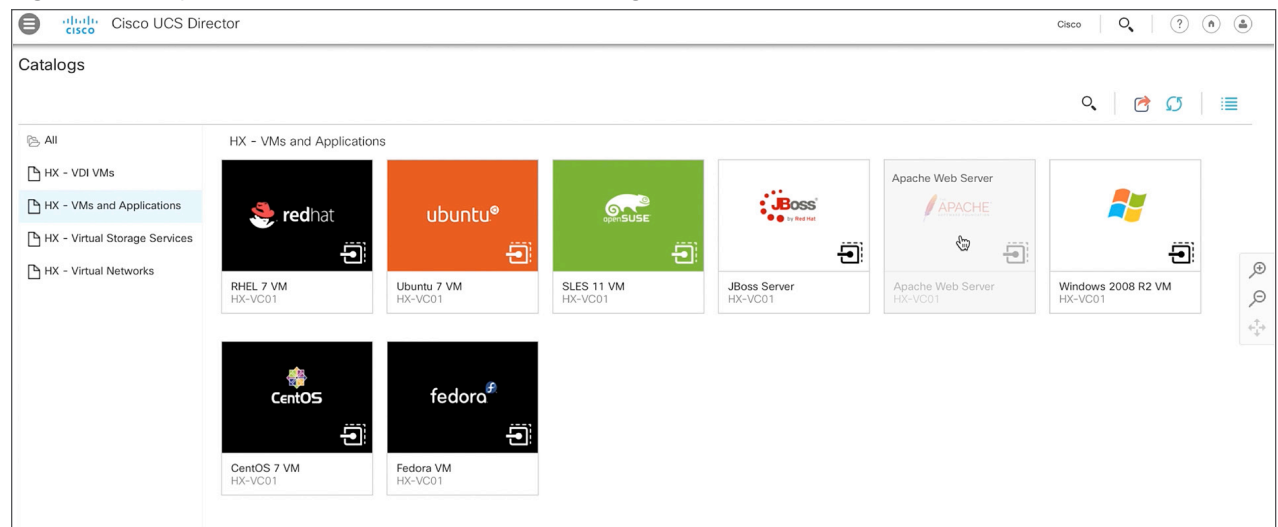 CISCO Cisco UCS Director Cisco ?
Catalogs
All
HX - VDI VMs
HX - VMs and Applications
HX - Virtual Storage Services
HX - Virtual Networks
HX - VMs and Applications
redhat
RHEL 7 VM
HX-VC01
ubuntu
Ubuntu 7 VM
HX-VC01
openSUSE
SLES 11 VM
HX-VC01
JBoss
by Red Hat
JBoss Server
HX-VC01
Apache Web Server
APACHE
Apache Web Server
HX-VC01
Windows 2008 R2 VM
HX-VC01
CentOS
CentOS 7 VM
HX-VC01
fedora
Fedora VM
HX-VC01